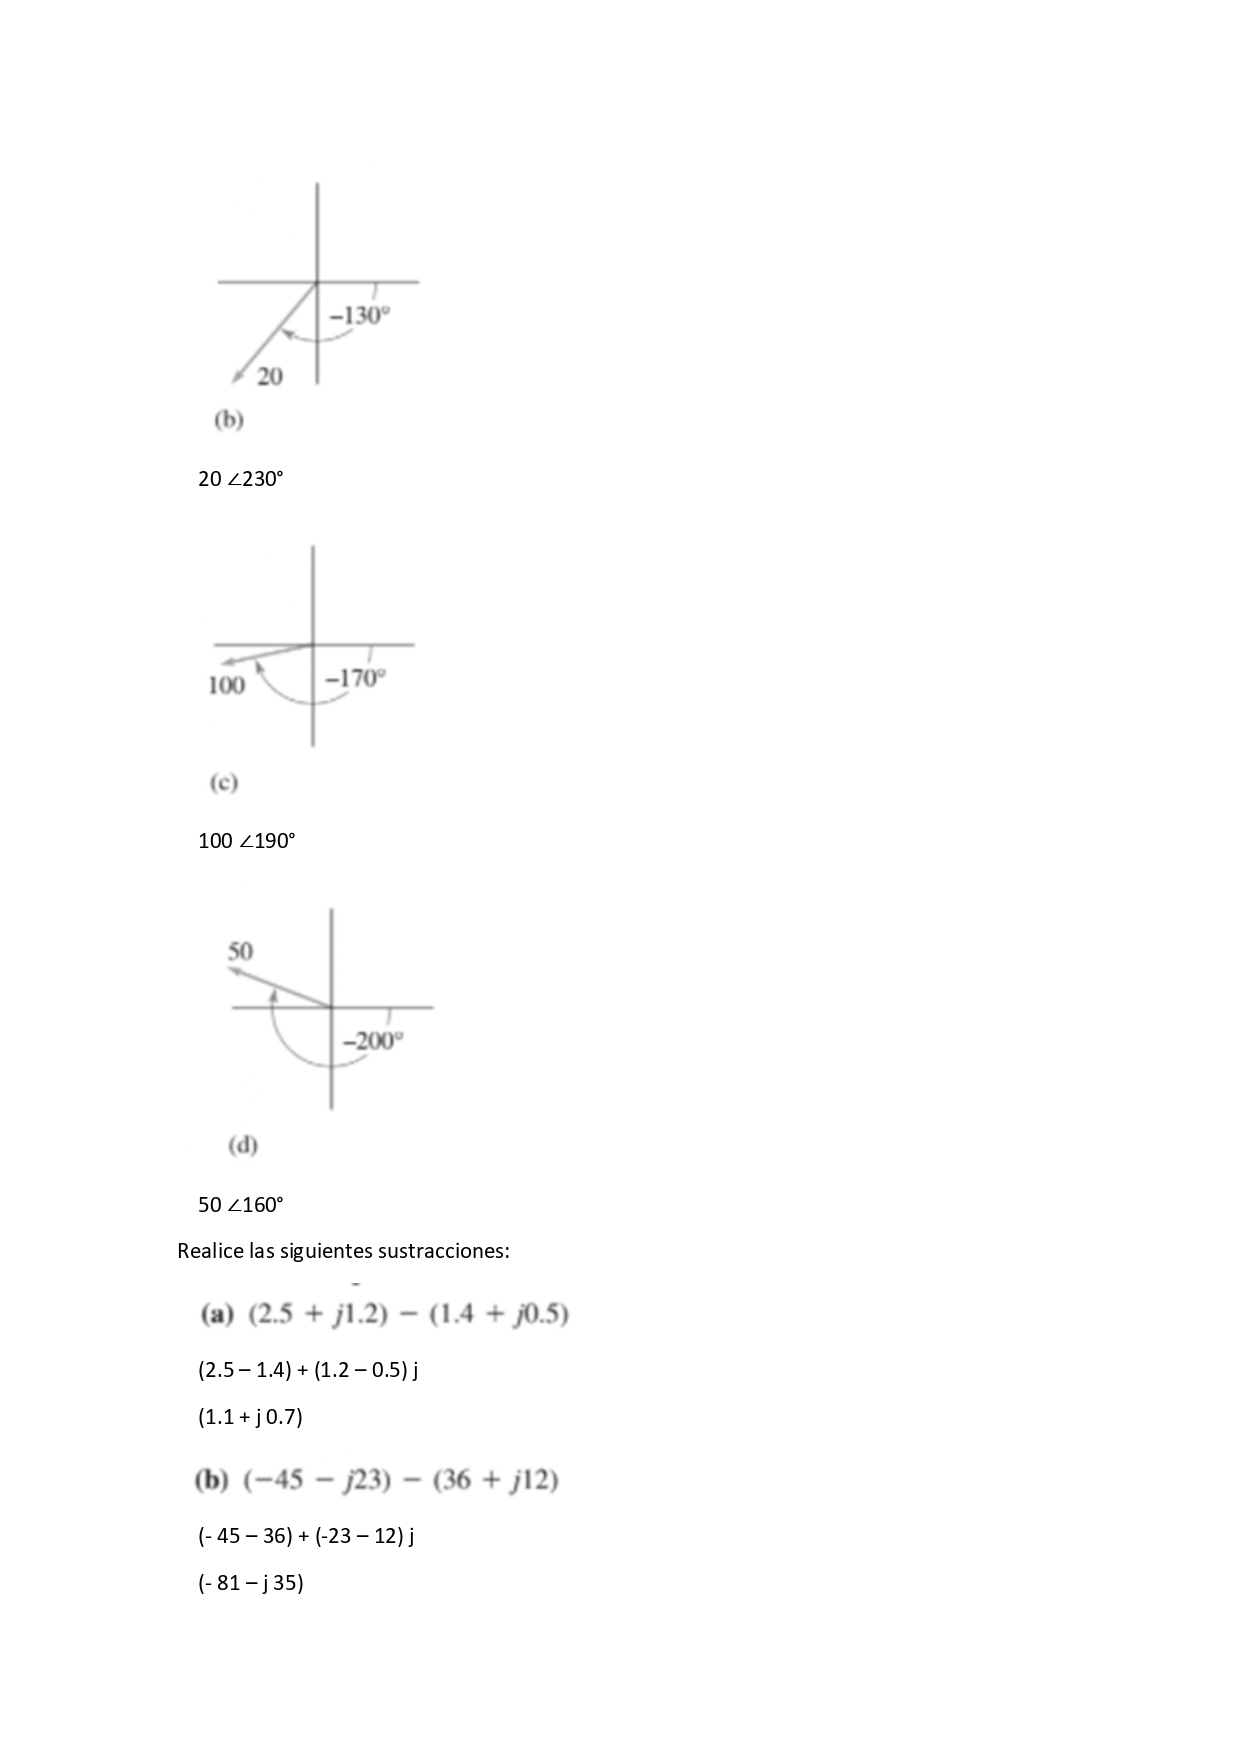 −130°
20
(b)
20 ∠230°
−170°
100
(c)
100 ∠190°
50
−200°
(d)
50 ∠160°
Realice las siguientes sustracciones:
(a) (2.5 + j1.2) − (1.4 + j0.5)
(2.5 – 1.4) + (1.2 – 0.5) j
(1.1 + j 0.7)
(b) (−45 − j23) − (36 + j12)
(- 45 – 36) + (-23 – 12) j
(- 81 – j 35)